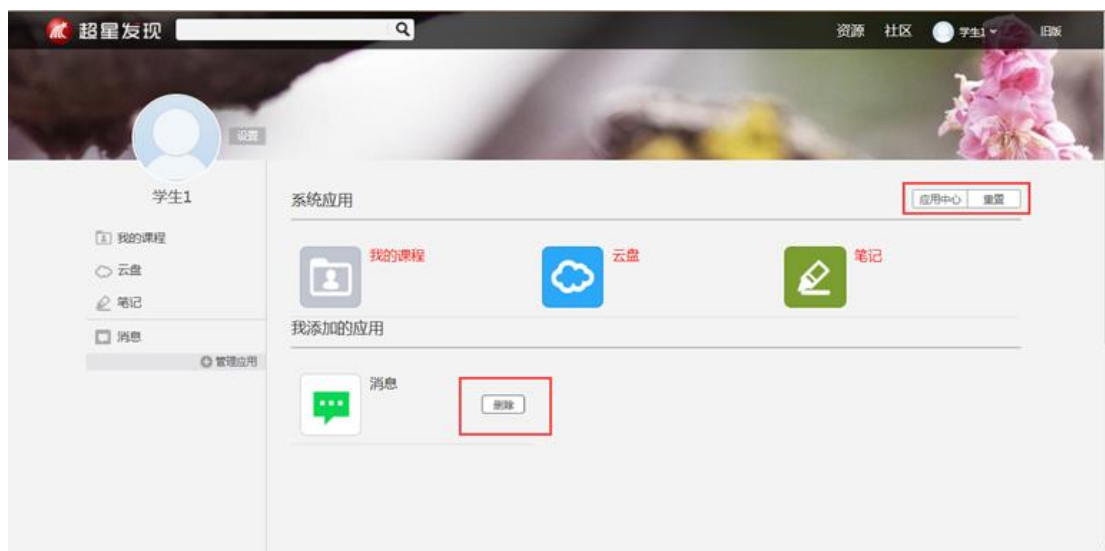 超星发现
资源 社区 学生1 旧版
设置
学生1
系统应用
应用中心 重置
我的课程
云盘
笔记
消息
管理应用
我的课程 云盘 笔记
我添加的应用
消息
删除